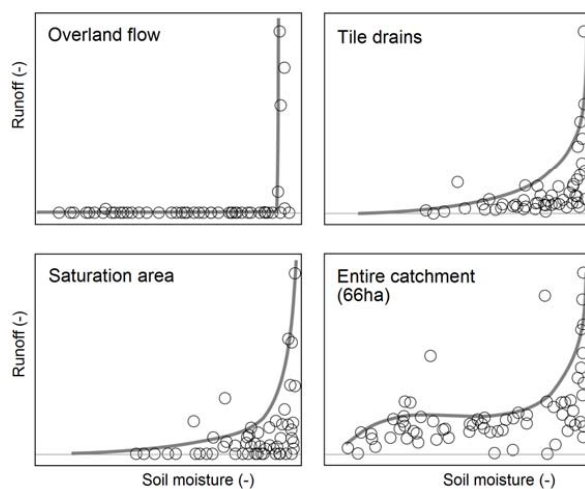 Overland flow
Tile drains
Runoff (-)
Saturation area
Entire catchment
(66ha)
Runoff (-)
Soil moisture (-)
Soil moisture (-)